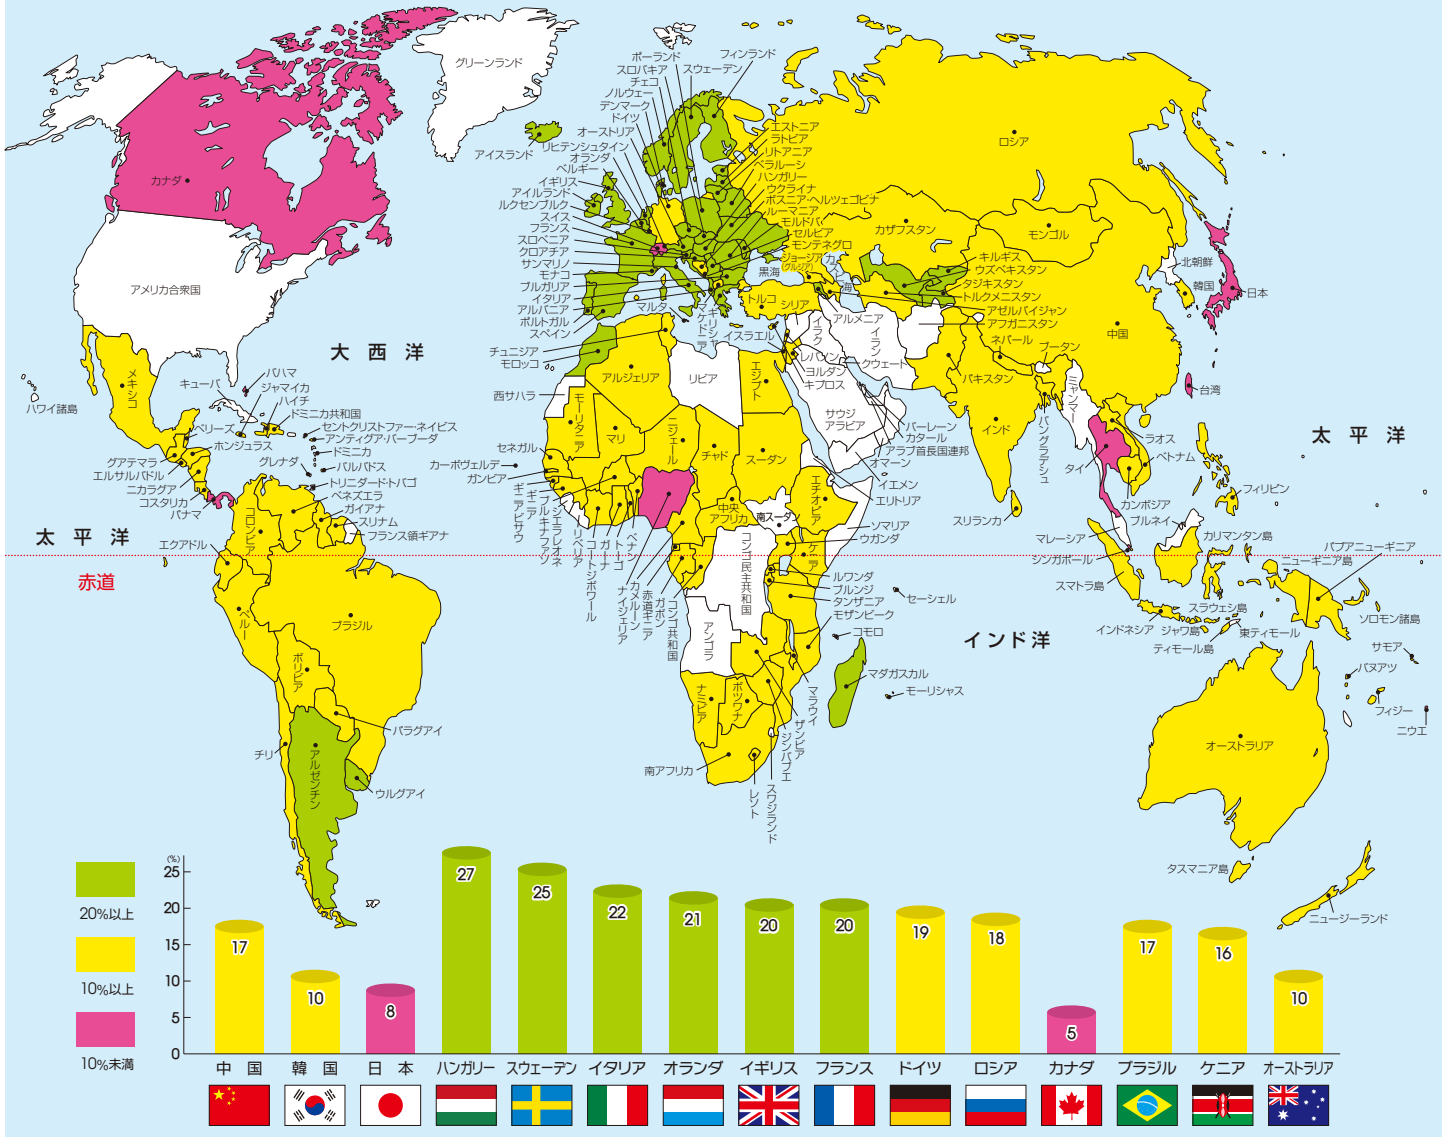 グリーンランド
アイスランド
カナダ
アメリカ合衆国
ハワイ諸島
メキシコ
キューバ
バハマ
ジャマイカ
ハイチ
ドミニカ共和国
セントクリストファー・ネイビス
アンティグア・バーブーダ
ドミニカ
バルバドス
グレナダ
トリニダード・トバゴ
ベリーズ
ホンジュラス
グアテマラ
エルサルバドル
ニカラグア
コスタリカ
パナマ
ベネズエラ
ガイアナ
スリナム
フランス領ギアナ
コロンビア
エクアドル
ペルー
ブラジル
ボリビア
パラグアイ
チリ
アルゼンチン
ウルグアイ
大西洋
太平洋
赤道
ポーランド
フィンランド
スロバキア
スウェーデン
チェコ
ノルウェー
デンマーク
ドイツ
オーストリア
リヒテンシュタイン
オランダ
ベルギー
イギリス
アイルランド
ルクセンブルク
スイス
フランス
スロベニア
クロアチア
サンマリノ
モナコ
ブルガリア
イタリア
アルバニア
ポルトガル
スペイン
エストニア
ラトビア
リトアニア
ベラルーシ
ハンガリー
ウクライナ
ボスニア・ヘルツェゴビナ
ルーマニア
モルドバ
セルビア
モンテネグロ
ジョージア
(グルジア)
カスピ海
黒海
マルタ
マケドニア
ギリシャ
トルコ
シリア
イスラエル
イラク
アルメニア
イラン
レバノン
ヨルダン
キプロス
クウェート
サウジ
アラビア
バーレーン
カタール
アラブ首長国連邦
オマーン
イエメン
エリトリア
ロシア
カザフスタン
モンゴル
キルギス
ウズベキスタン
タジキスタン
トルクメニスタン
アゼルバイジャン
アフガニスタン
北朝鮮
韓国
日本
中国
台湾
ネパール
ブータン
パキスタン
インド
バングラデシュ
ミャンマー
タイ
ラオス
ベトナム
カンボジア
フィリピン
スリランカ
マレーシア
シンガポール
ブルネイ
カリマンタン島
スマトラ島
インドネシア
ジャワ島
スラウェシ島
ティモール島
東ティモール
ニューギニア島
パプアニューギニア
ソロモン諸島
サモア
バヌアツ
フィジー
ニウエ
オーストラリア
タスマニア島
ニュージーランド
太平洋
インド洋
チュニジア
モロッコ
アルジェリア
リビア
エジプト
西サハラ
モーリタニア
マリ
ニジェール
チャド
スーダン
セネガル
カーボヴェルデ
ガンビア
ギニアビサウ
ギニア
ブルキナファソ
シエラレオネ
リベリア
コートジボワール
ガーナ
トーゴ
ベナン
ナイジェリア
カメルーン
赤道ギニア
ガボン
コンゴ共和国
中央
アフリカ
南スーダン
エチオピア
ソマリア
ウガンダ
ケニア
コンゴ民主共和国
ルワンダ
ブルンジ
タンザニア
モザンビーク
セーシェル
コモロ
マダガスカル
モーリシャス
アンゴラ
ナミビア
ボツワナ
マラウイ
ザンビア
ジンバブエ
スワジランド
レソト
南アフリカ
20%以上
10%以上
10%未満
(%)
25
20
15
10
5
0
17
10
8
27
25
22
21
20
20
19
18
5
17
16
10
中国
韓国
日本
ハンガリー
スウェーデン
イタリア
オランダ
イギリス
フランス
ドイツ
ロシア
カナダ
ブラジル
ケニア
オーストラリア